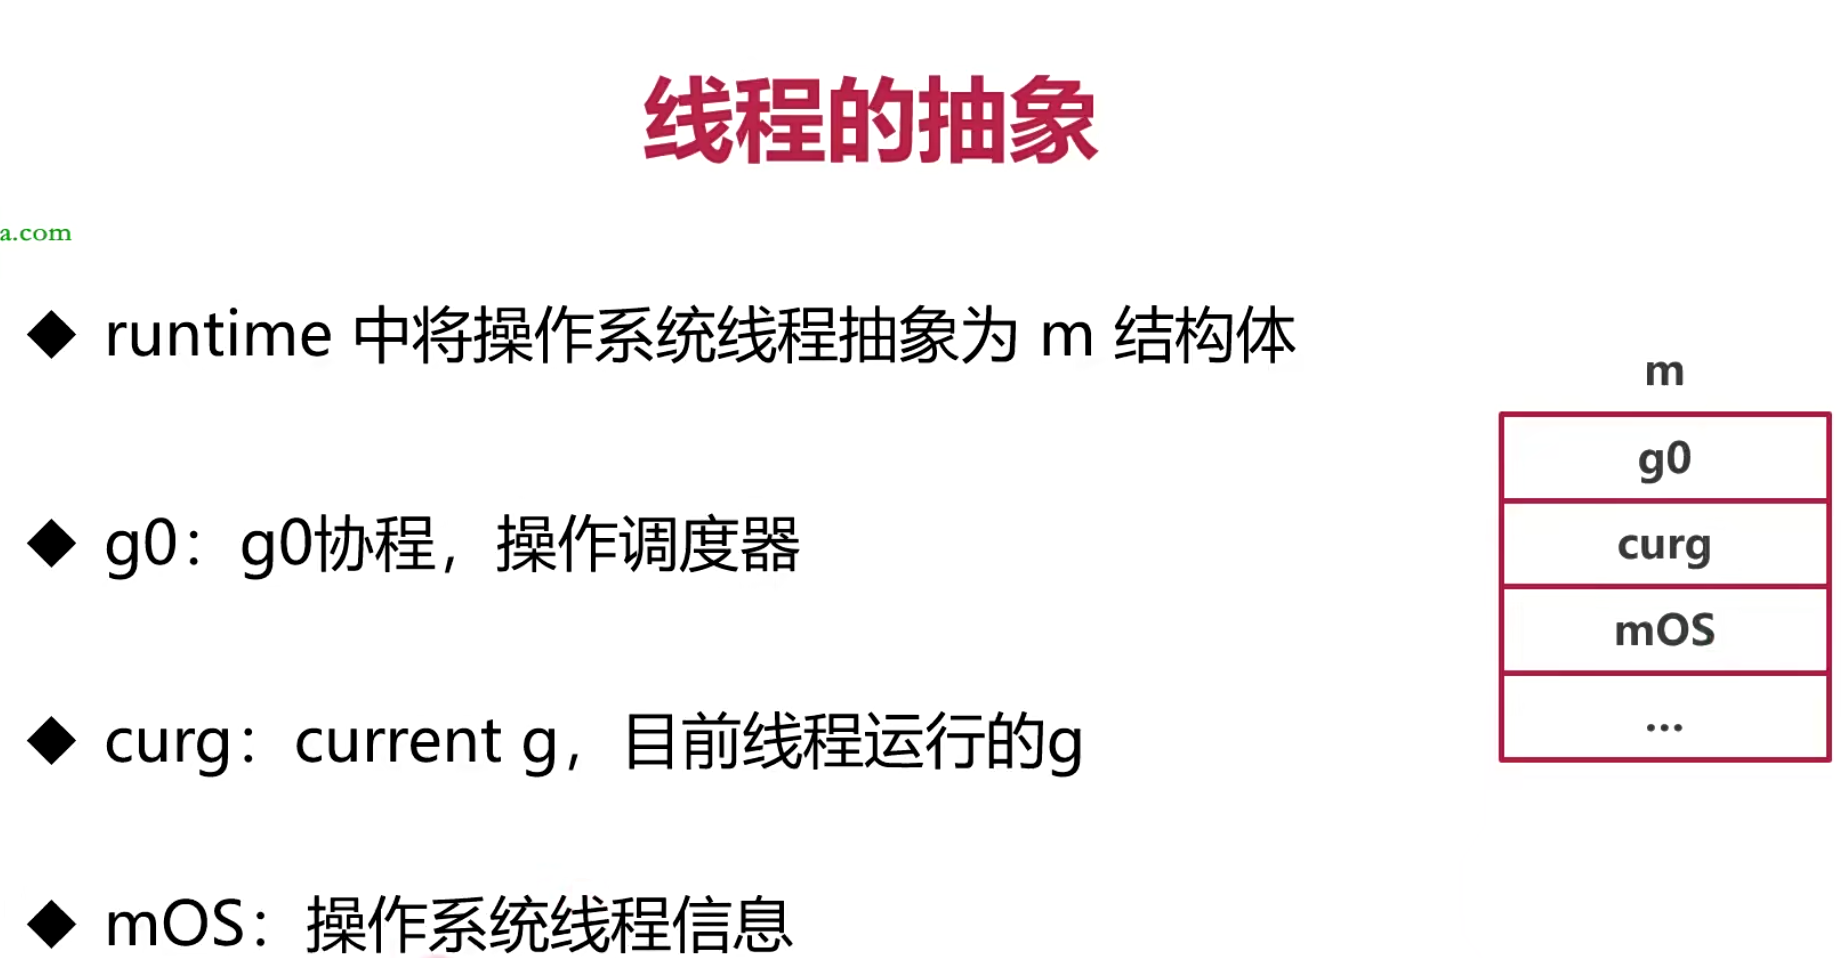 线程的抽象
a.com
◆ runtime 中将操作系统线程抽象为 m 结构体
m
g0
◆ g0：g0协程，操作调度器
curg
mOS
◆ curg：current g，目前线程运行的g
...
◆ mOS：操作系统线程信息